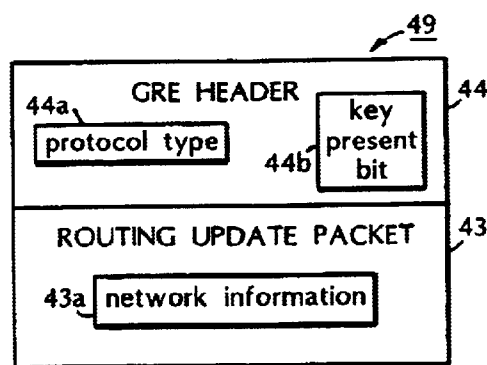 49
GRE HEADER
44
44a
protocol type
44b
key
present
bit
ROUTING UPDATE PACKET
43
43a
network information